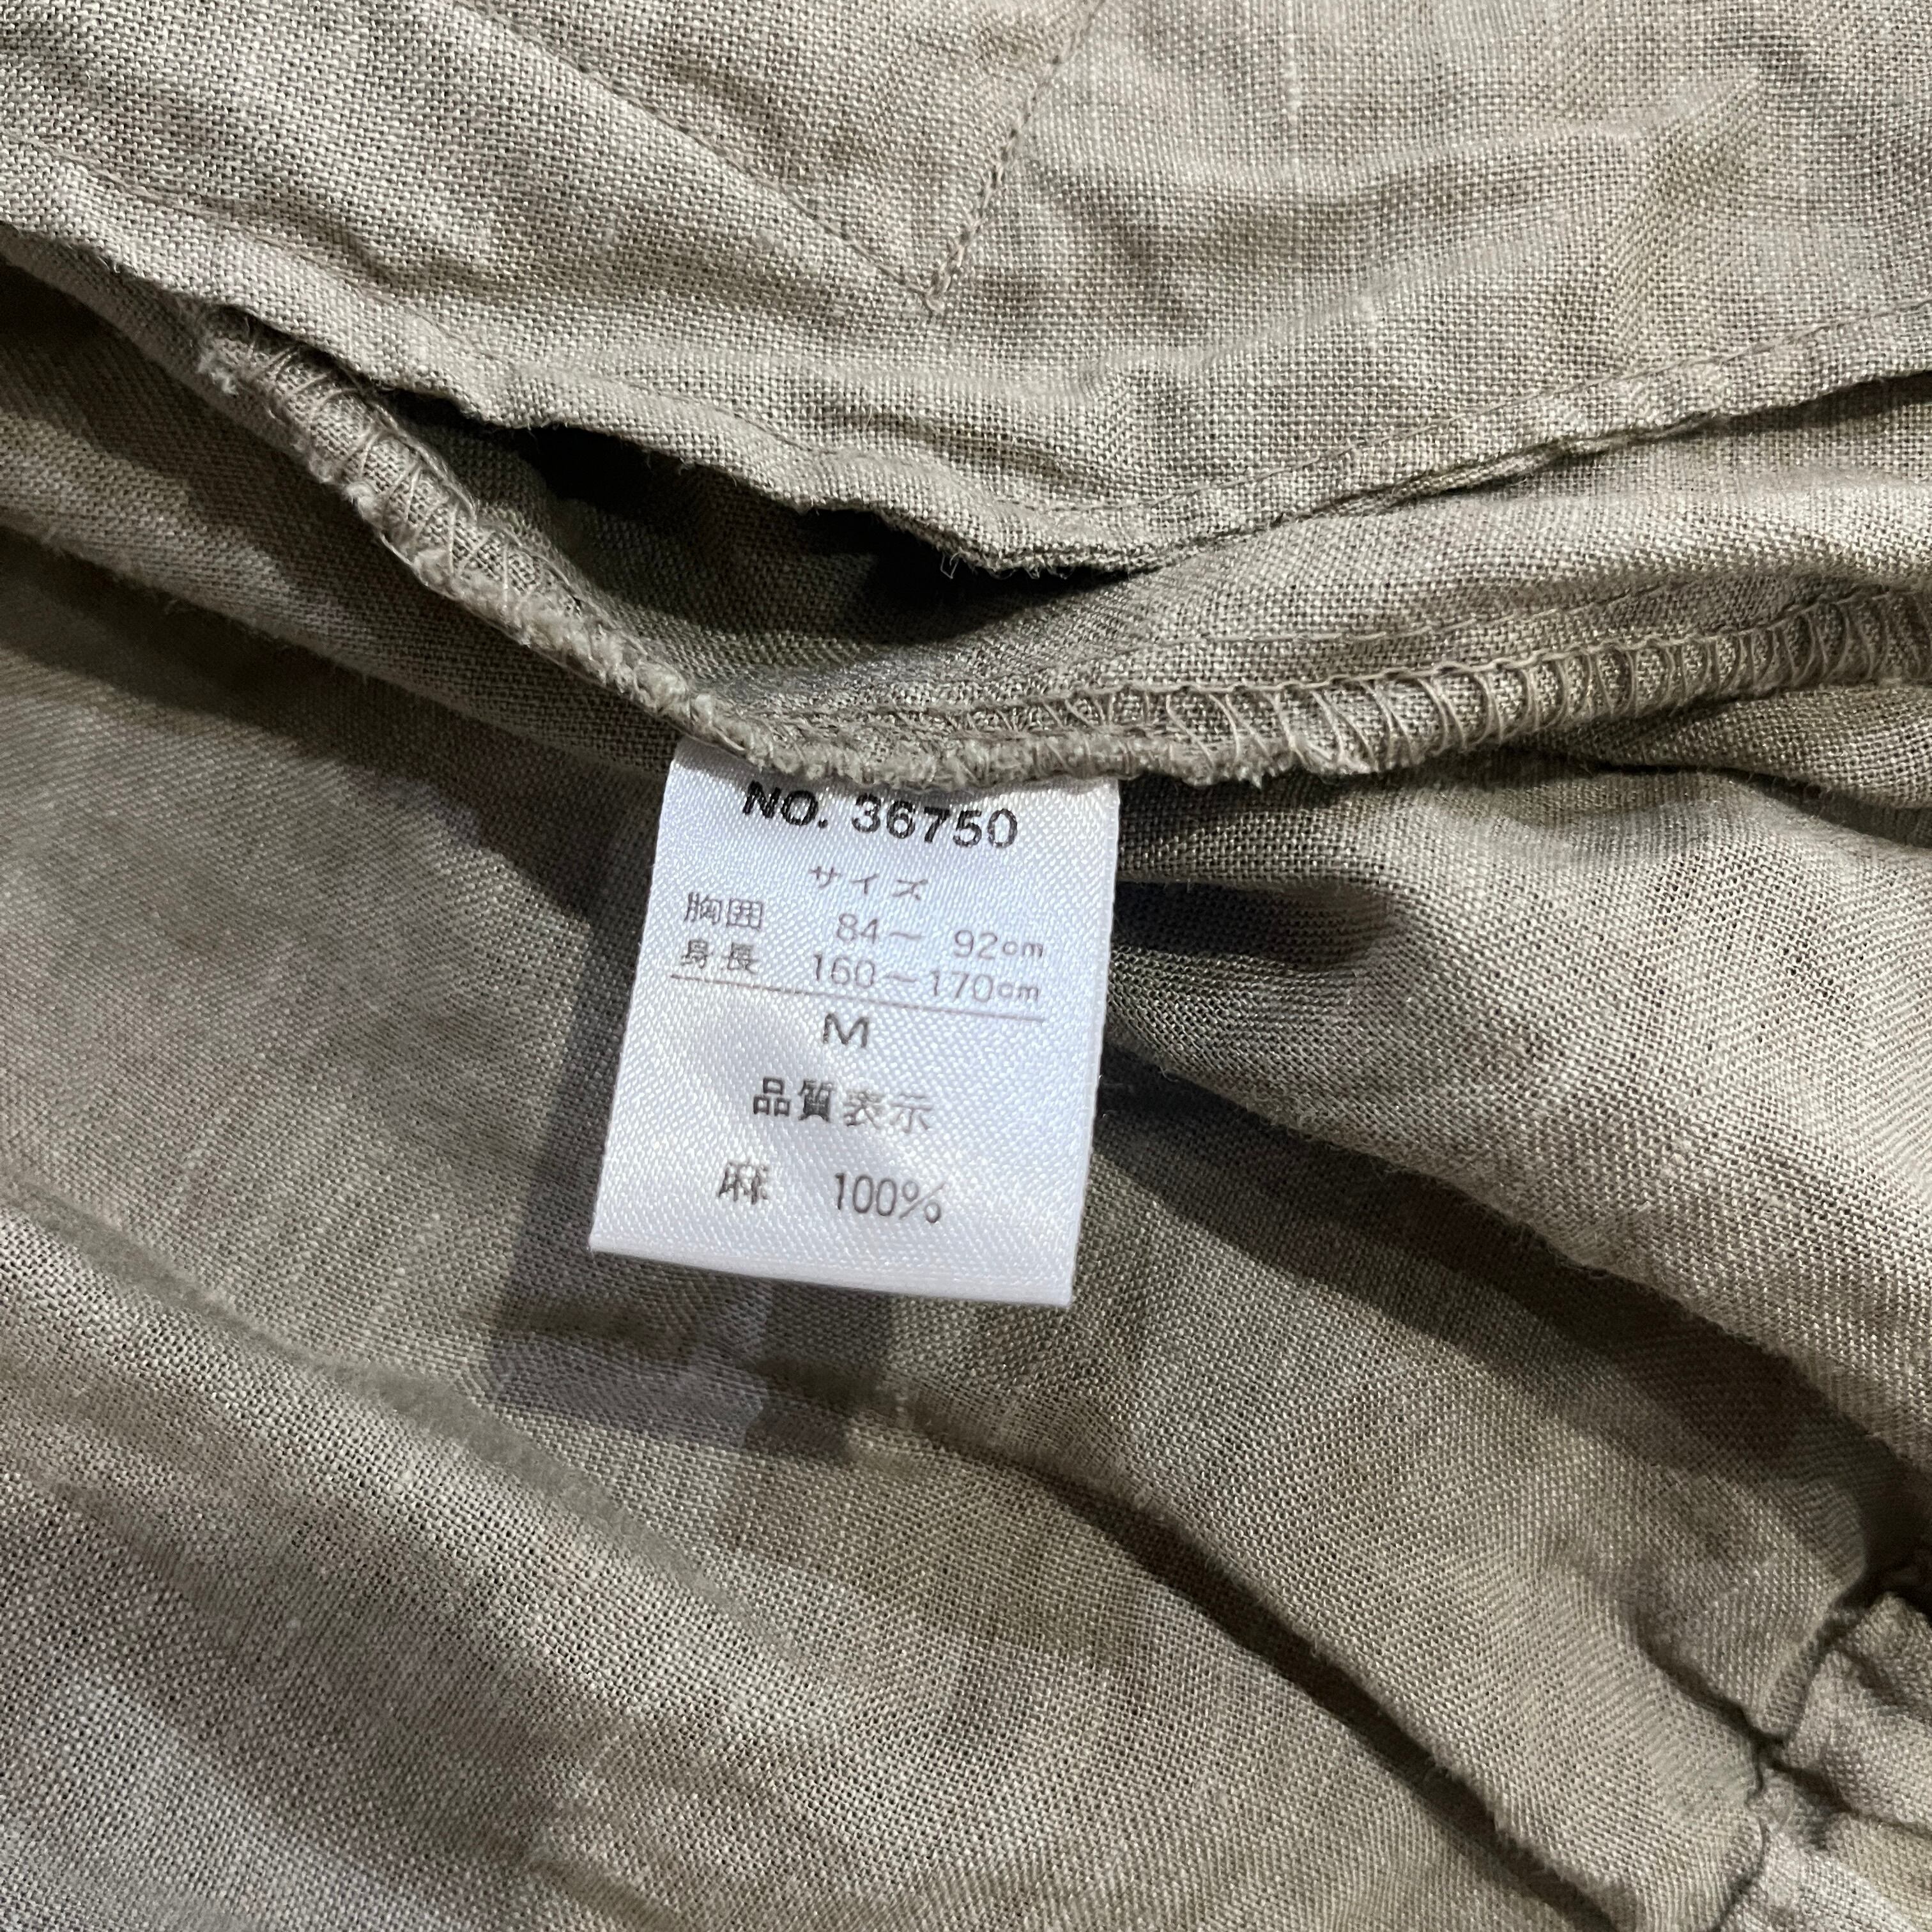 NO. 36750
サイズ
胸囲 84～ 92cm
身長 160～170cm
M
品質表示
麻 100%